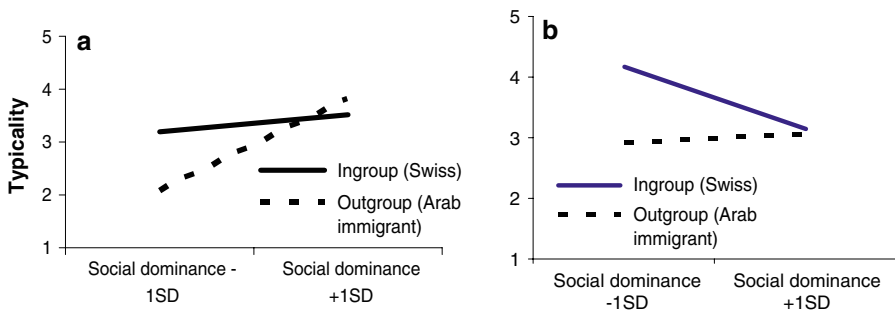 a
5
4
3
2
1
Typicality
Ingroup (Swiss)
Outgroup (Arab
immigrant)
Social dominance -
1SD
Social dominance
+1SD
b
5
4
3
2
1
Ingroup (Swiss)
Outgroup (Arab
immigrant)
Social dominance
-1SD
Social dominance
+1SD